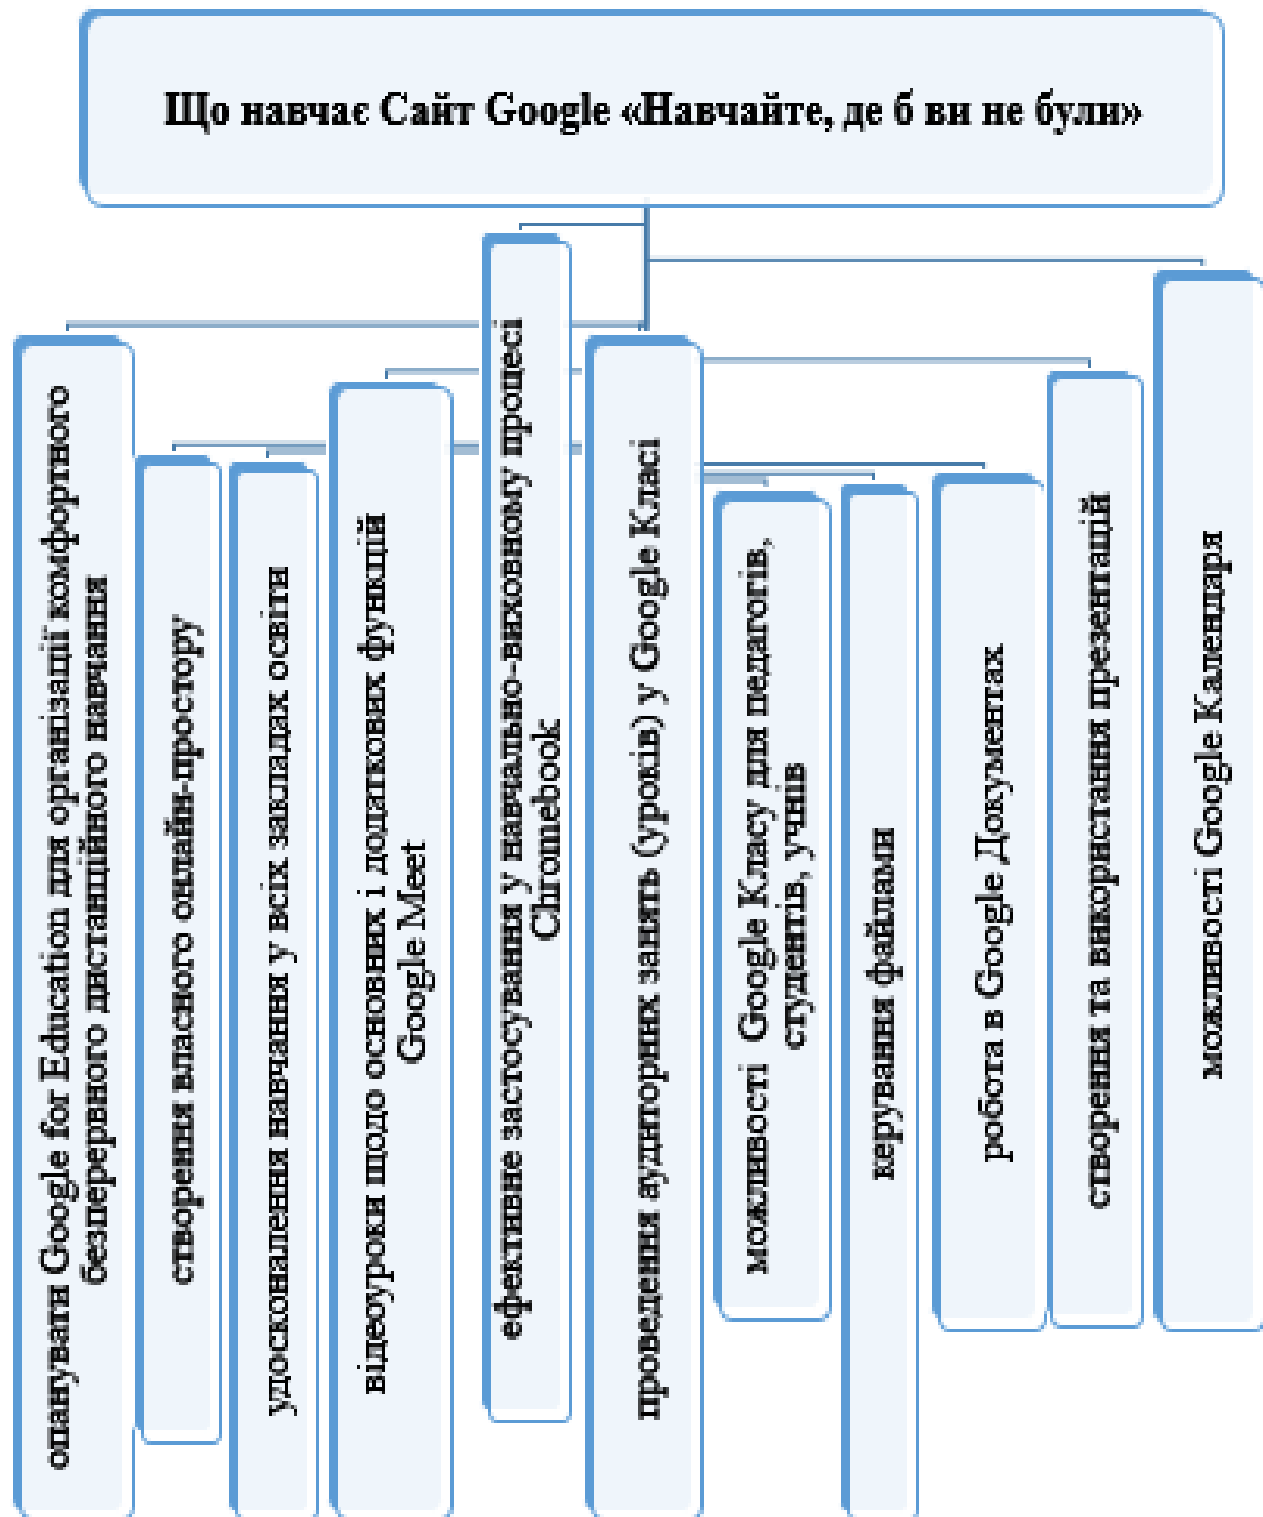 Що навчає Сайт Google «Навчайте, де б ви не були»
опанувати Google for Education для організації комфортного
безперервного дистанційного навчання
створення власного онлайн-простору
удосконалення навчання у всіх закладах освіти
відеоуроки щодо основних і додаткових функцій
Google Meet
ефективне застосування у навчально-виховному процесі
Chromebook
проведення аудиторних занять (уроків) у Google Класі
можливості Google Класу для педагогів,
студентів, учнів
керування файлами
робота в Google Документах
створення та використання презентацій
можливості Google Календаря